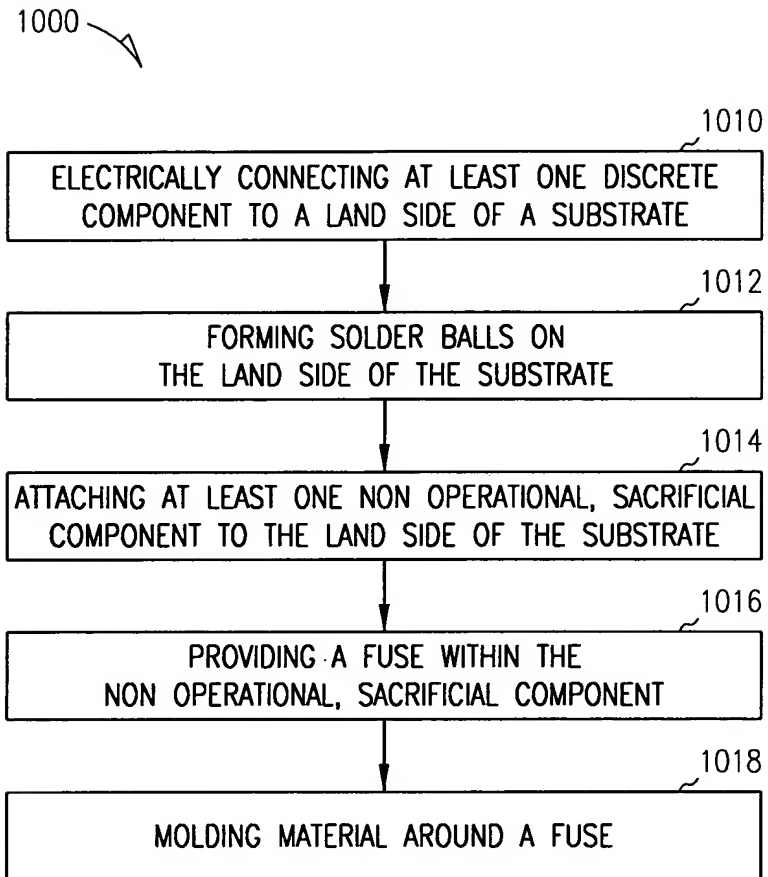 1000
1010
ELECTRICALLY CONNECTING AT LEAST ONE DISCRETE
COMPONENT TO A LAND SIDE OF A SUBSTRATE
1012
FORMING SOLDER BALLS ON
THE LAND SIDE OF THE SUBSTRATE
1014
ATTACHING AT LEAST ONE NON OPERATIONAL, SACRIFICIAL
COMPONENT TO THE LAND SIDE OF THE SUBSTRATE
1016
PROVIDING A FUSE WITHIN THE
NON OPERATIONAL, SACRIFICIAL COMPONENT
1018
MOLDING MATERIAL AROUND A FUSE